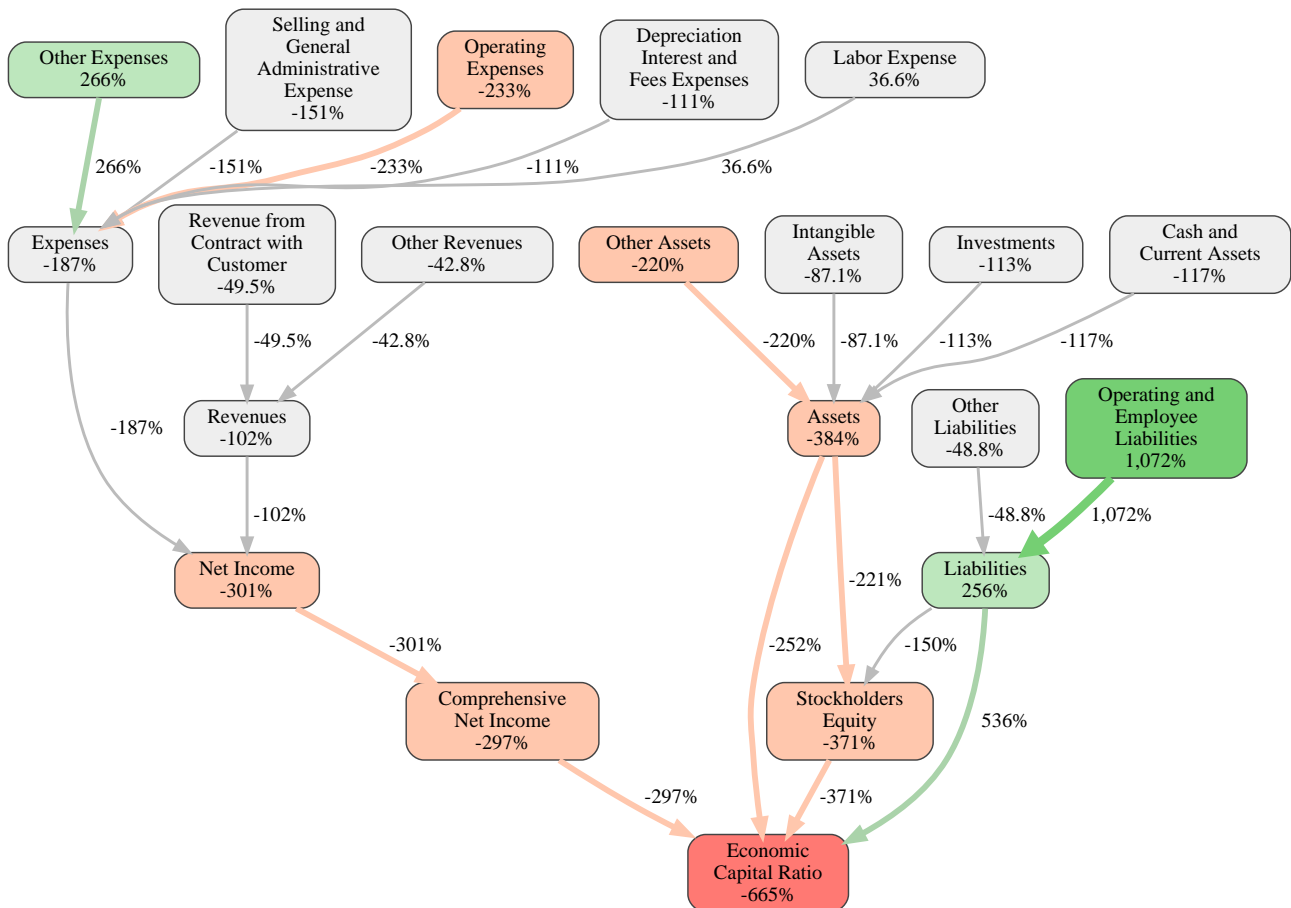 Other Expenses
266%
Selling and
General
Administrative
Expense
-151%
Operating
Expenses
-233%
Depreciation
Interest and
Fees Expenses
-111%
Labor Expense
36.6%
266%
-151%
-233%
-111%
36.6%
Expenses
-187%
Revenue from
Contract with
Customer
-49.5%
Other Revenues
-42.8%
Other Assets
-220%
Intangible
Assets
-87.1%
Investments
-113%
Cash and
Current Assets
-117%
-49.5%
-42.8%
-220%
-87.1%
-113%
-117%
-187%
Revenues
-102%
Assets
-384%
Other
Liabilities
-48.8%
Operating and
Employee
Liabilities
1,072%
-102%
-48.8%
1,072%
Net Income
-301%
-221%
Liabilities
256%
-301%
-252%
-150%
Comprehensive
Net Income
-297%
Stockholders
Equity
-371%
536%
-297%
-371%
Economic
Capital Ratio
-665%